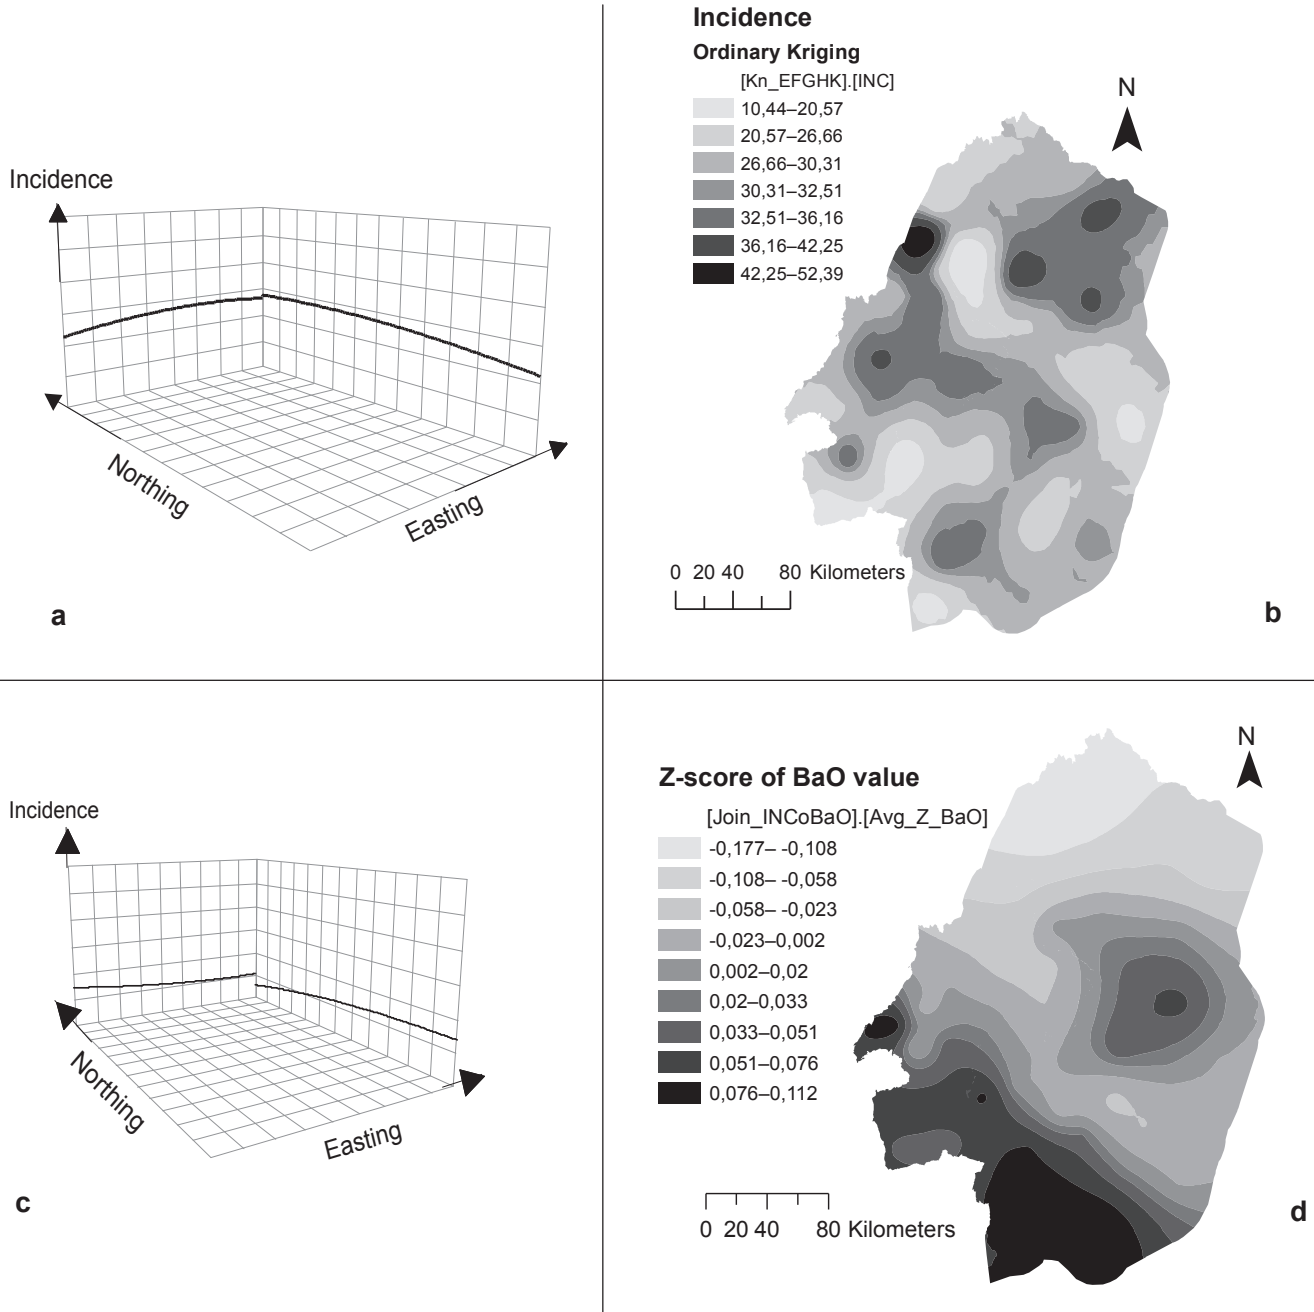 Incidence
Northing
Easting
a
Incidence
Ordinary Kriging
[Kn_EFGHK].[INC]
10,44–20,57
20,57–26,66
26,66–30,31
30,31–32,51
32,51–36,16
36,16–42,25
42,25–52,39
N
0 20 40 80 Kilometers
b
Incidence
Northing
Easting
c
Z-score of BaO value
[Join_INCoBaO].[Avg_Z_BaO]
-0,177– -0,108
-0,108– -0,058
-0,058– -0,023
-0,023–0,002
0,002–0,02
0,02–0,033
0,033–0,051
0,051–0,076
0,076–0,112
N
0 20 40 80 Kilometers
d